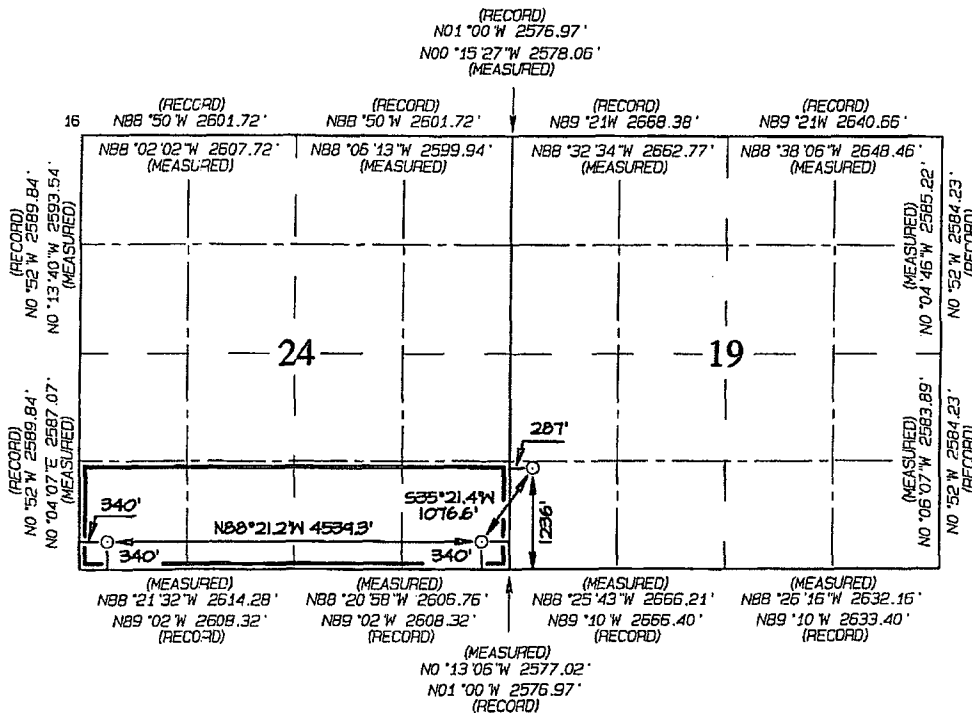 (RECORD)
N01°00'W 2576.97'
N00°15'27"W 2578.06'
(MEASURED)
16
(RECORD)
N88°50'W 2601.72'
(RECORD)
N88°50'W 2601.72'
(RECORD)
N89°21W 2668.38'
(RECORD)
N89°21W 2640.66'
N88°02'02"W 2607.72'
(MEASURED)
N88°06'13"W 2599.94'
(MEASURED)
N88°32'34"W 2662.77'
(MEASURED)
N88°38'06"W 2648.46'
(MEASURED)
(RECORD)
N0°52'W 2589.84'
N0°13'40"W 2593.54'
(MEASURED)
(MEASURED)
N0°04'46"W 2585.22'
N0°52'W 2584.23'
(RECORD)
24
19
(RECORD)
N0°52'W 2589.84'
N0°04'07"E 2587.07'
(MEASURED)
(MEASURED)
N0°06'07"W 2583.89'
N0°52'W 2584.23'
(RECORD)
287'
S35°21.4'W
1076.6'
1236'
340'
N88°21.2'W 4539.3'
340'
340'
(MEASURED)
N88°21'32"W 2614.28'
N89°02'W 2608.32'
(RECORD)
(MEASURED)
N88°20'58"W 2606.76'
N89°02'W 2608.32'
(RECORD)
(MEASURED)
N88°25'43"W 2666.21'
N89°10'W 2666.40'
(RECORD)
(MEASURED)
N88°26'16"W 2632.16'
N89°10'W 2633.40'
(RECORD)
(MEASURED)
N0°13'06"W 2577.02'
N01°00'W 2576.97'
(RECORD)